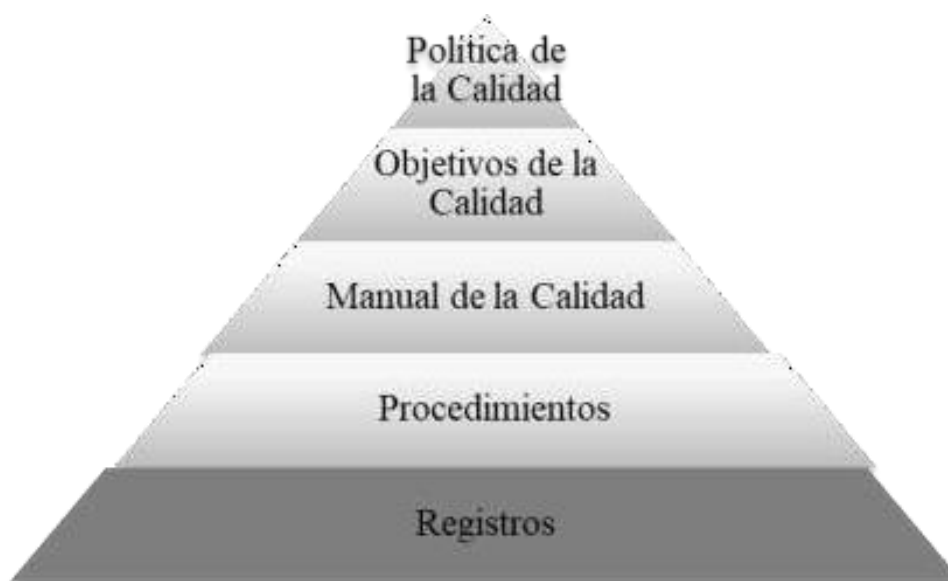 Política de
la Calidad
Objetivos de la
Calidad
Manual de la Calidad
Procedimientos
Registros